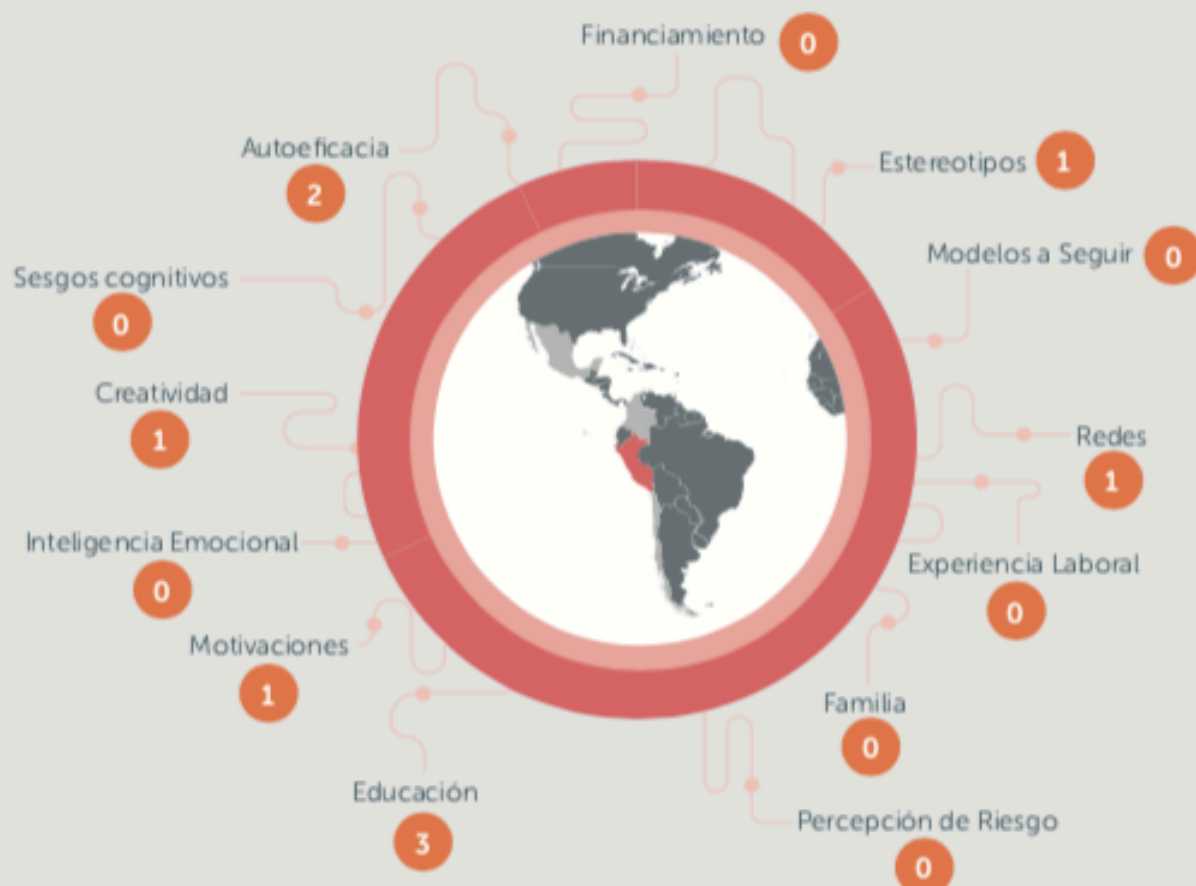 Financiamiento 0
Estereotipos 1
Modelos a Seguir 0
Redes
1
Experiencia Laboral
0
Familia
0
Percepción de Riesgo
0
Educación
3
Motivaciones
1
Inteligencia Emocional
0
Creatividad
1
Sesgos cognitivos
0
Autoeficacia
2